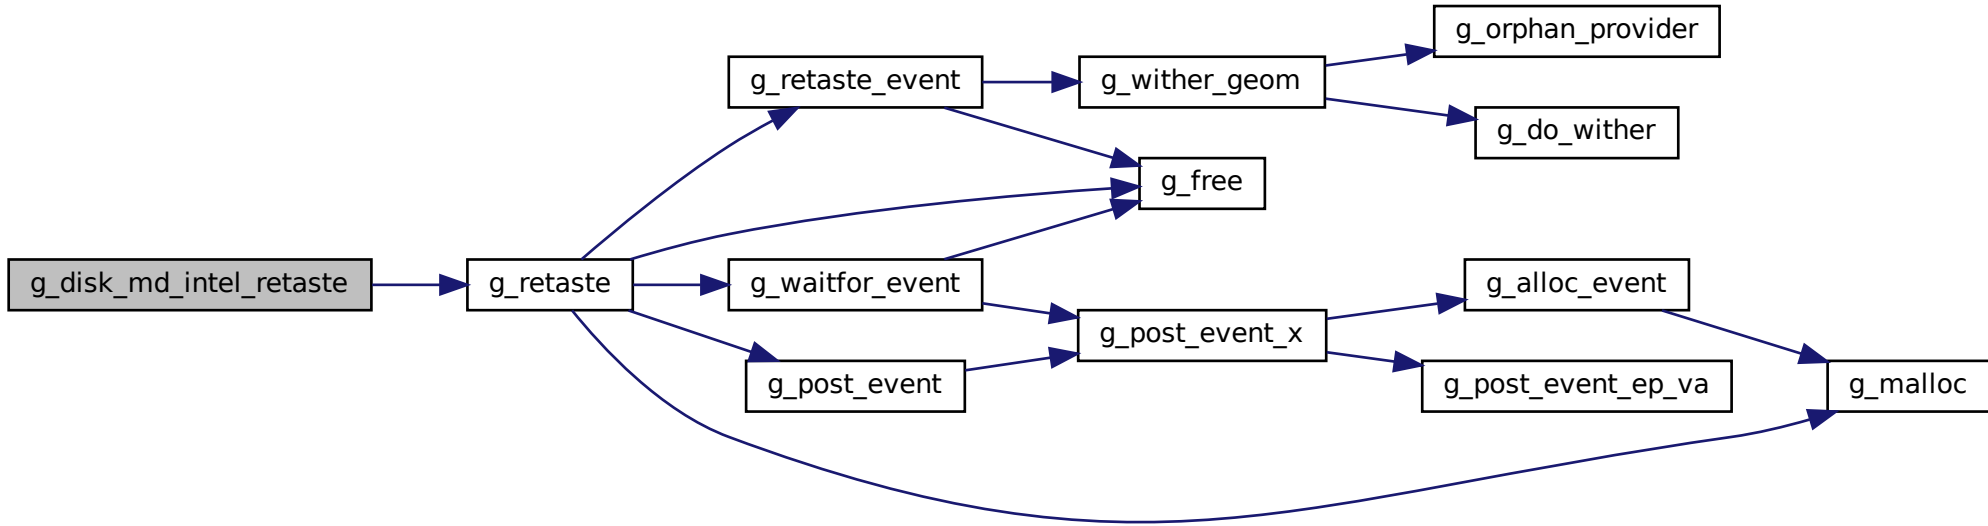 g_orphan_provider
g_retaste_event
g_wither_geom
g_do_wither
g_free
g_disk_md_intel_retaste
g_retaste
g_waitfor_event
g_alloc_event
g_post_event_x
g_post_event
g_post_event_ep_va
g_malloc